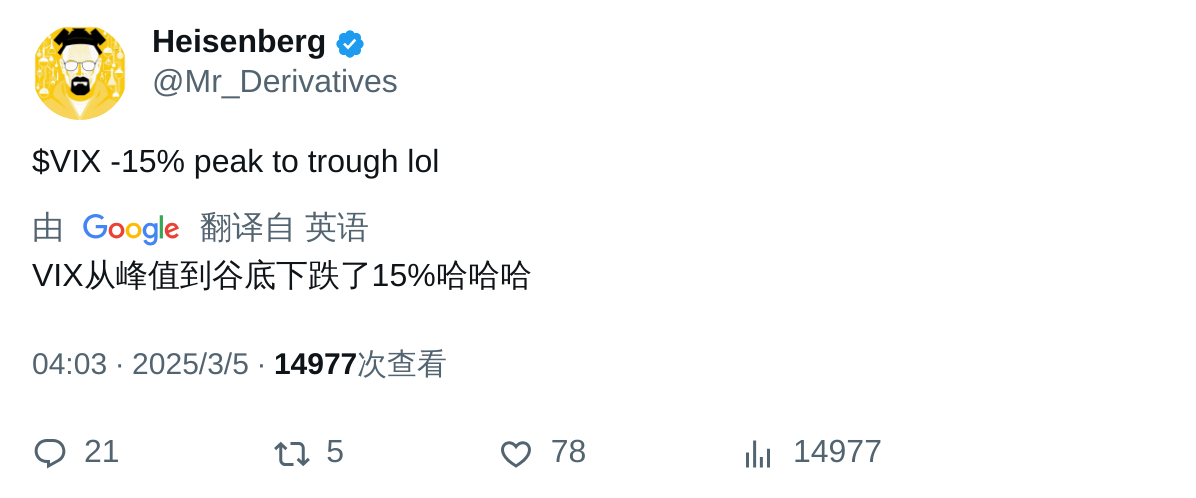 Heisenberg
@Mr_Derivatives
$VIX -15% peak to trough lol
由 Google 翻译自 英语
VIX从峰值到谷底下跌了15%哈哈哈
04:03 · 2025/3/5 · 14977次查看
21 5 78 14977